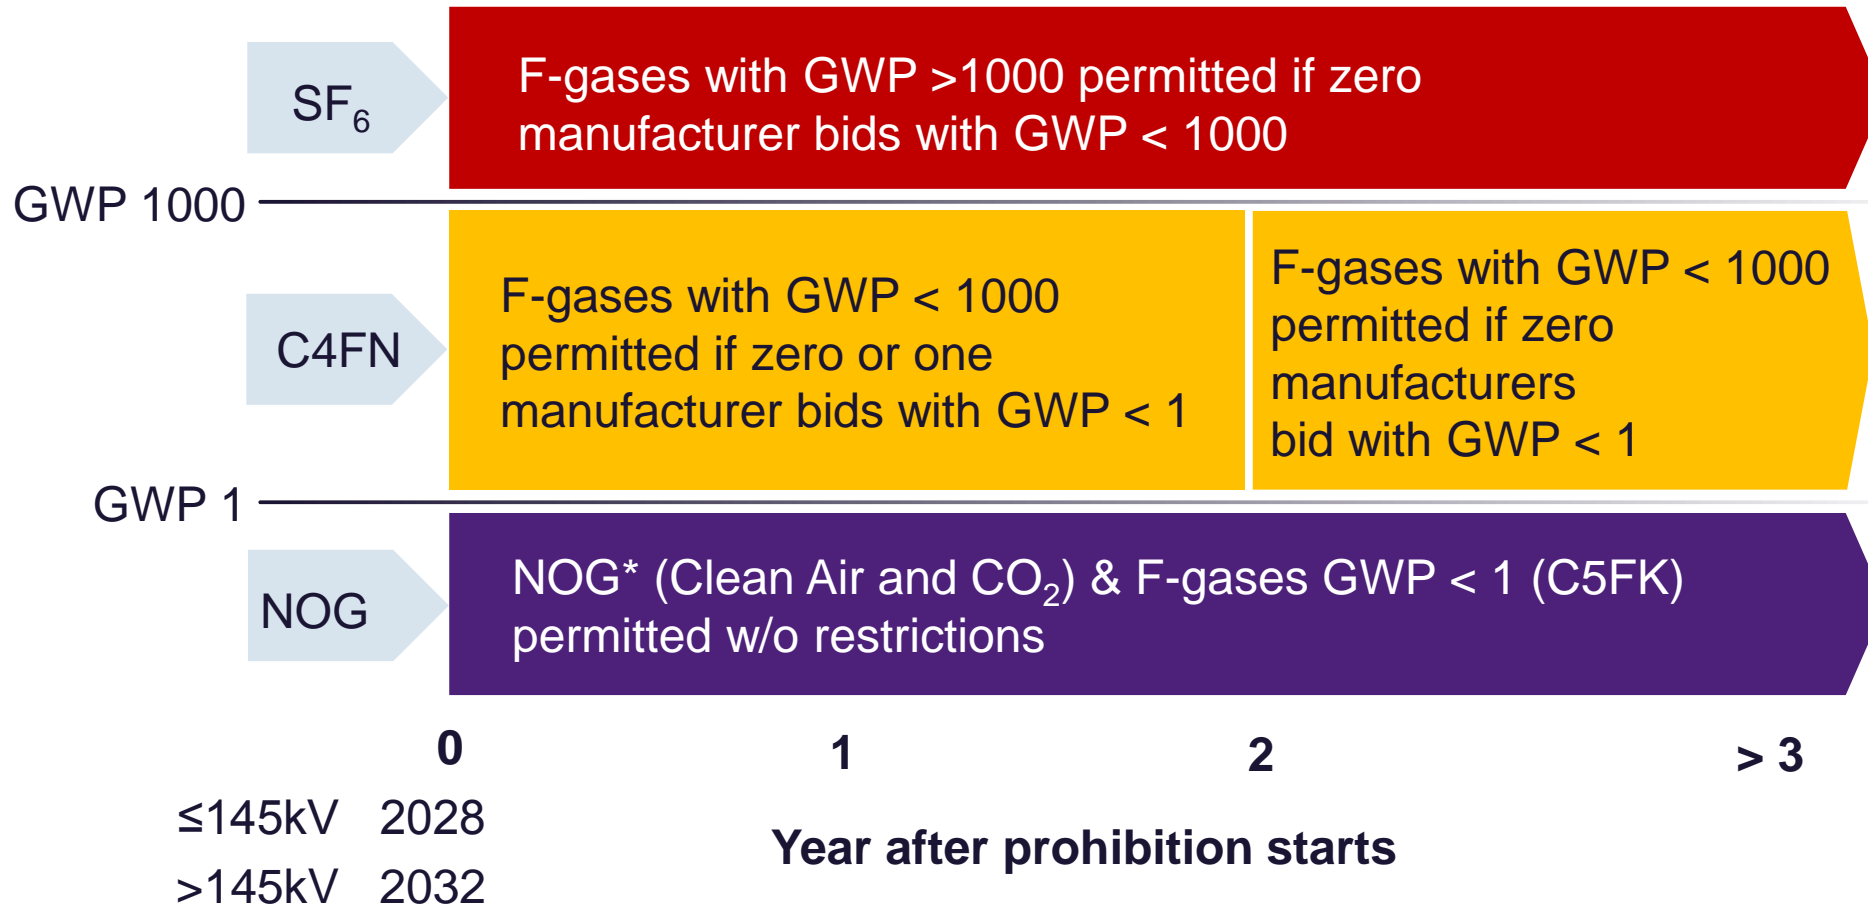 SF₆
F-gases with GWP >1000 permitted if zero
manufacturer bids with GWP < 1000
GWP 1000
C4FN
F-gases with GWP < 1000
permitted if zero or one
manufacturer bids with GWP < 1
F-gases with GWP < 1000
permitted if zero
manufacturers
bid with GWP < 1
GWP 1
NOG
NOG* (Clean Air and CO₂) & F-gases GWP < 1 (C5FK)
permitted w/o restrictions
0 1 2 > 3
≤145kV 2028
Year after prohibition starts
>145kV 2032